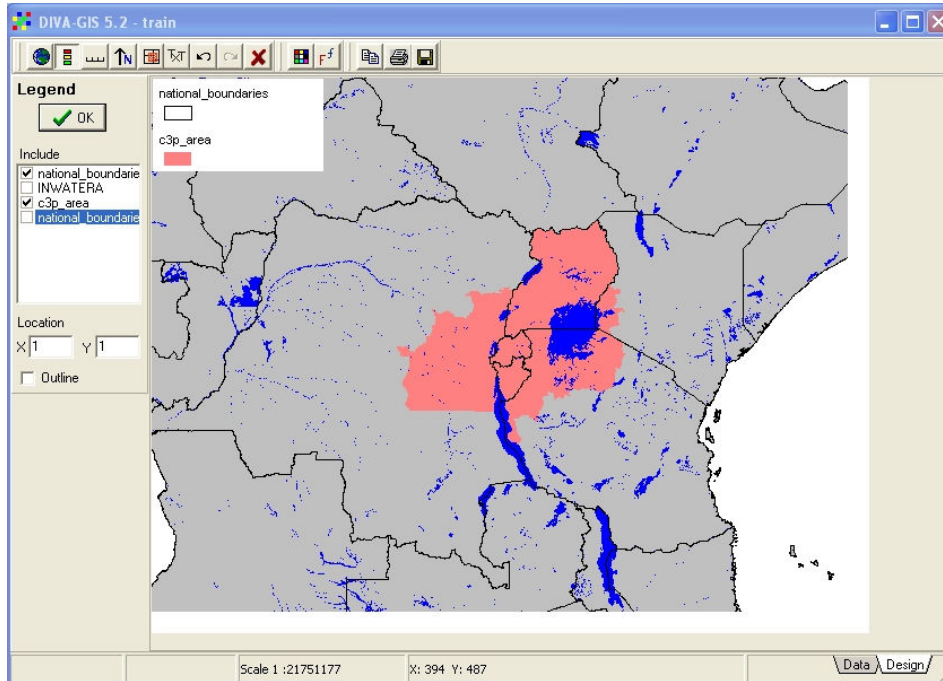 DIVA-GIS 5.2 - train
N
TXT
F f
Legend
OK
Include
national_boundarie
INWATERA
c3p_area
national_boundarie
Location
X 1 Y 1
Outline
national_boundaries
c3p_area
Scale 1 :21751177
X: 394 Y: 487
Data
Design